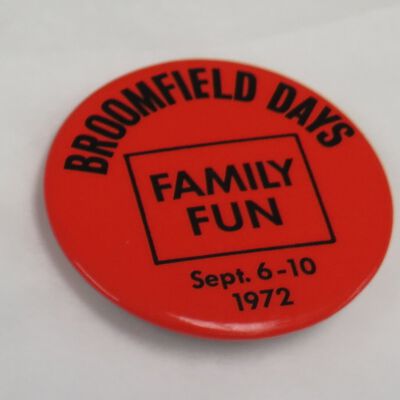 BROOMFIELD DAYS
FAMILY
FUN
Sept. 6-10
1972